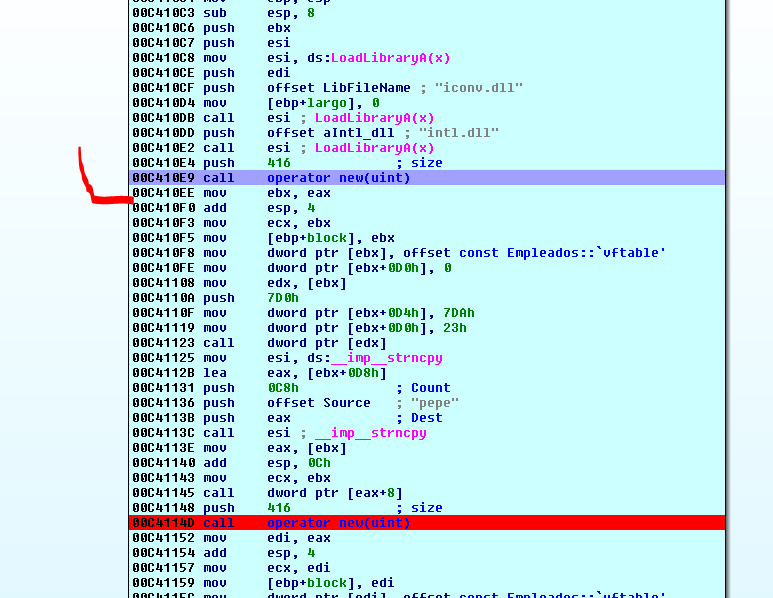 00C410C3 sub esp, 8
00C410C6 push ebx
00C410C7 push esi
00C410C8 mov esi, ds:LoadLibraryA(x)
00C410CE push edi
00C410CF push offset LibFileName ; "iconv.dll"
00C410D4 mov [ebp+largo], 0
00C410DB call esi ; LoadLibraryA(x)
00C410DD push offset aIntl_dll ; "intl.dll"
00C410E2 call esi ; LoadLibraryA(x)
00C410E4 push 416 ; size
00C410E9 call operator new(uint)
00C410EE mov ebx, eax
00C410F0 add esp, 4
00C410F3 mov ecx, ebx
00C410F5 mov [ebp+block], ebx
00C410F8 mov dword ptr [ebx], offset const Empleados::`vftable'
00C410FE mov dword ptr [ebx+0D0h], 0
00C41108 mov edx, [ebx]
00C4110A push 7D0h
00C4110F mov dword ptr [ebx+0D4h], 7DAh
00C41119 mov dword ptr [ebx+0D0h], 23h
00C41123 call dword ptr [edx]
00C41125 mov esi, ds:__imp__strncpy
00C4112B lea eax, [ebx+0D8h]
00C41131 push 0C8h ; Count
00C41136 push offset Source ; "pepe"
00C4113B push eax ; Dest
00C4113C call esi ; __imp__strncpy
00C4113E mov eax, [ebx]
00C41140 add esp, 0Ch
00C41143 mov ecx, ebx
00C41145 call dword ptr [eax+8]
00C41148 push 416 ; size
00C4114D call operator new(uint)
00C41152 mov edi, eax
00C41154 add esp, 4
00C41157 mov ecx, edi
00C41159 mov [ebp+block], edi